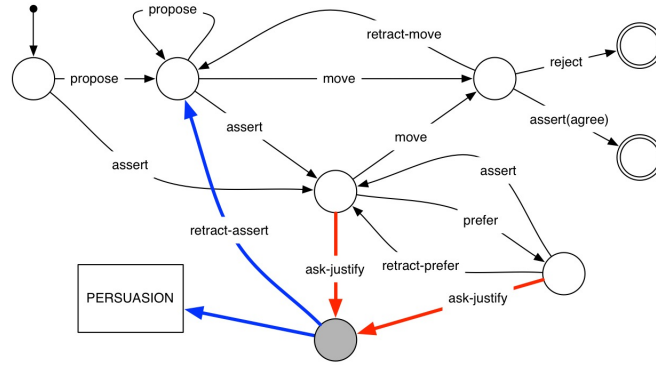 propose
retract-move
reject
propose
move
assert
move
assert(agree)
assert
assert
prefer
retract-assert
ask-justify
retract-prefer
PERSUASION
ask-justify